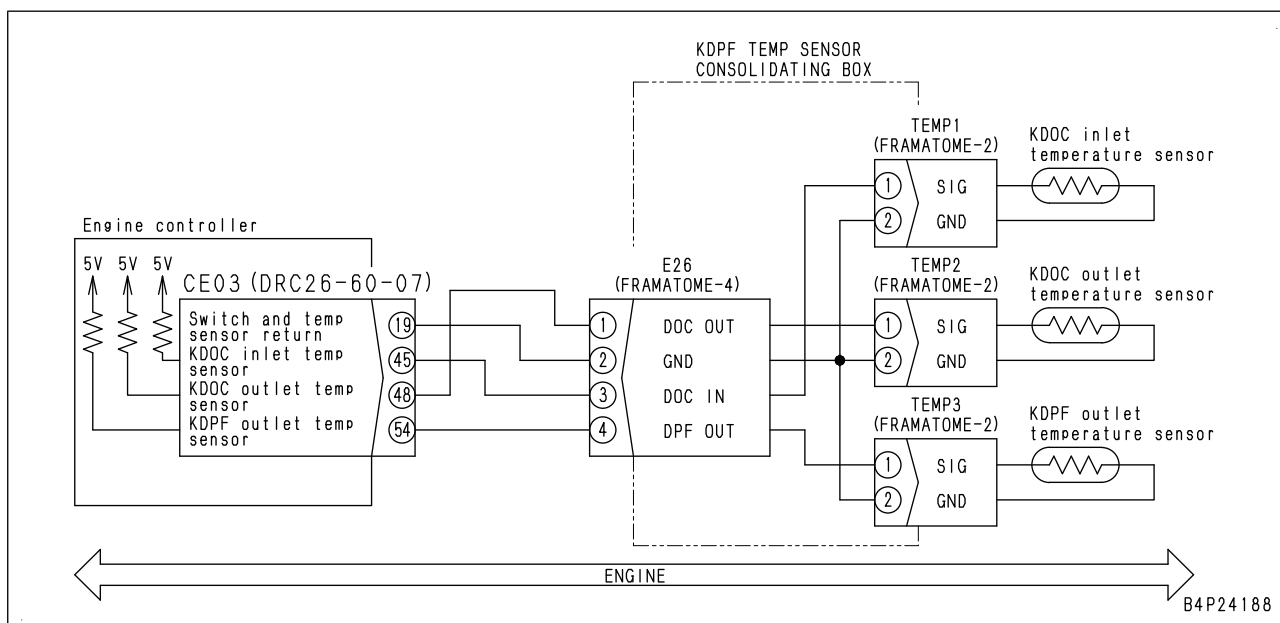 KDPF TEMP SENSOR
CONSOLIDATING BOX
TEMP1
(FRAMATOME-2)
KDOC inlet
temperature sensor
1
SIG
2
GND
Engine controller
5V
5V
5V
CE03 (DRC26-60-07)
Switch and temp
sensor return
19
KDOC inlet temp
sensor
45
KDOC outlet temp
sensor
48
KDPF outlet temp
sensor
54
E26
(FRAMATOME-4)
1
DOC OUT
2
GND
3
DOC IN
4
DPF OUT
TEMP2
(FRAMATOME-2)
KDOC outlet
temperature sensor
1
SIG
2
GND
TEMP3
(FRAMATOME-2)
KDPF outlet
temperature sensor
1
SIG
2
GND
ENGINE
B4P24188